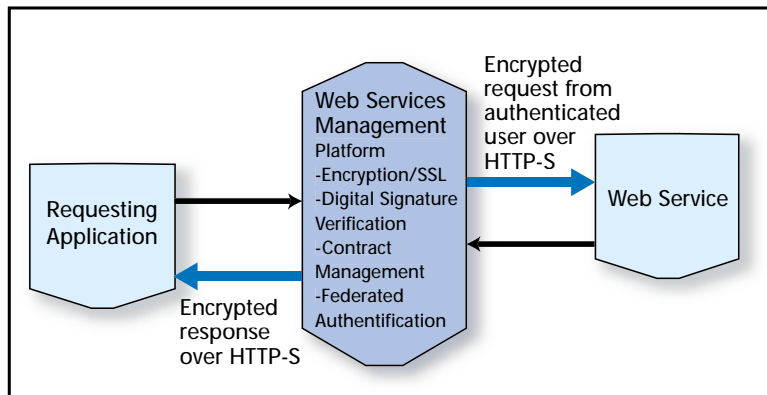 Requesting
Application
Encrypted
response
over HTTP-S
Web Services
Management
Platform
-Encryption/SSL
-Digital Signature
Verification
-Contract
Management
-Federated
Authentification
Encrypted
request from
authenticated
user over
HTTP-S
Web Service